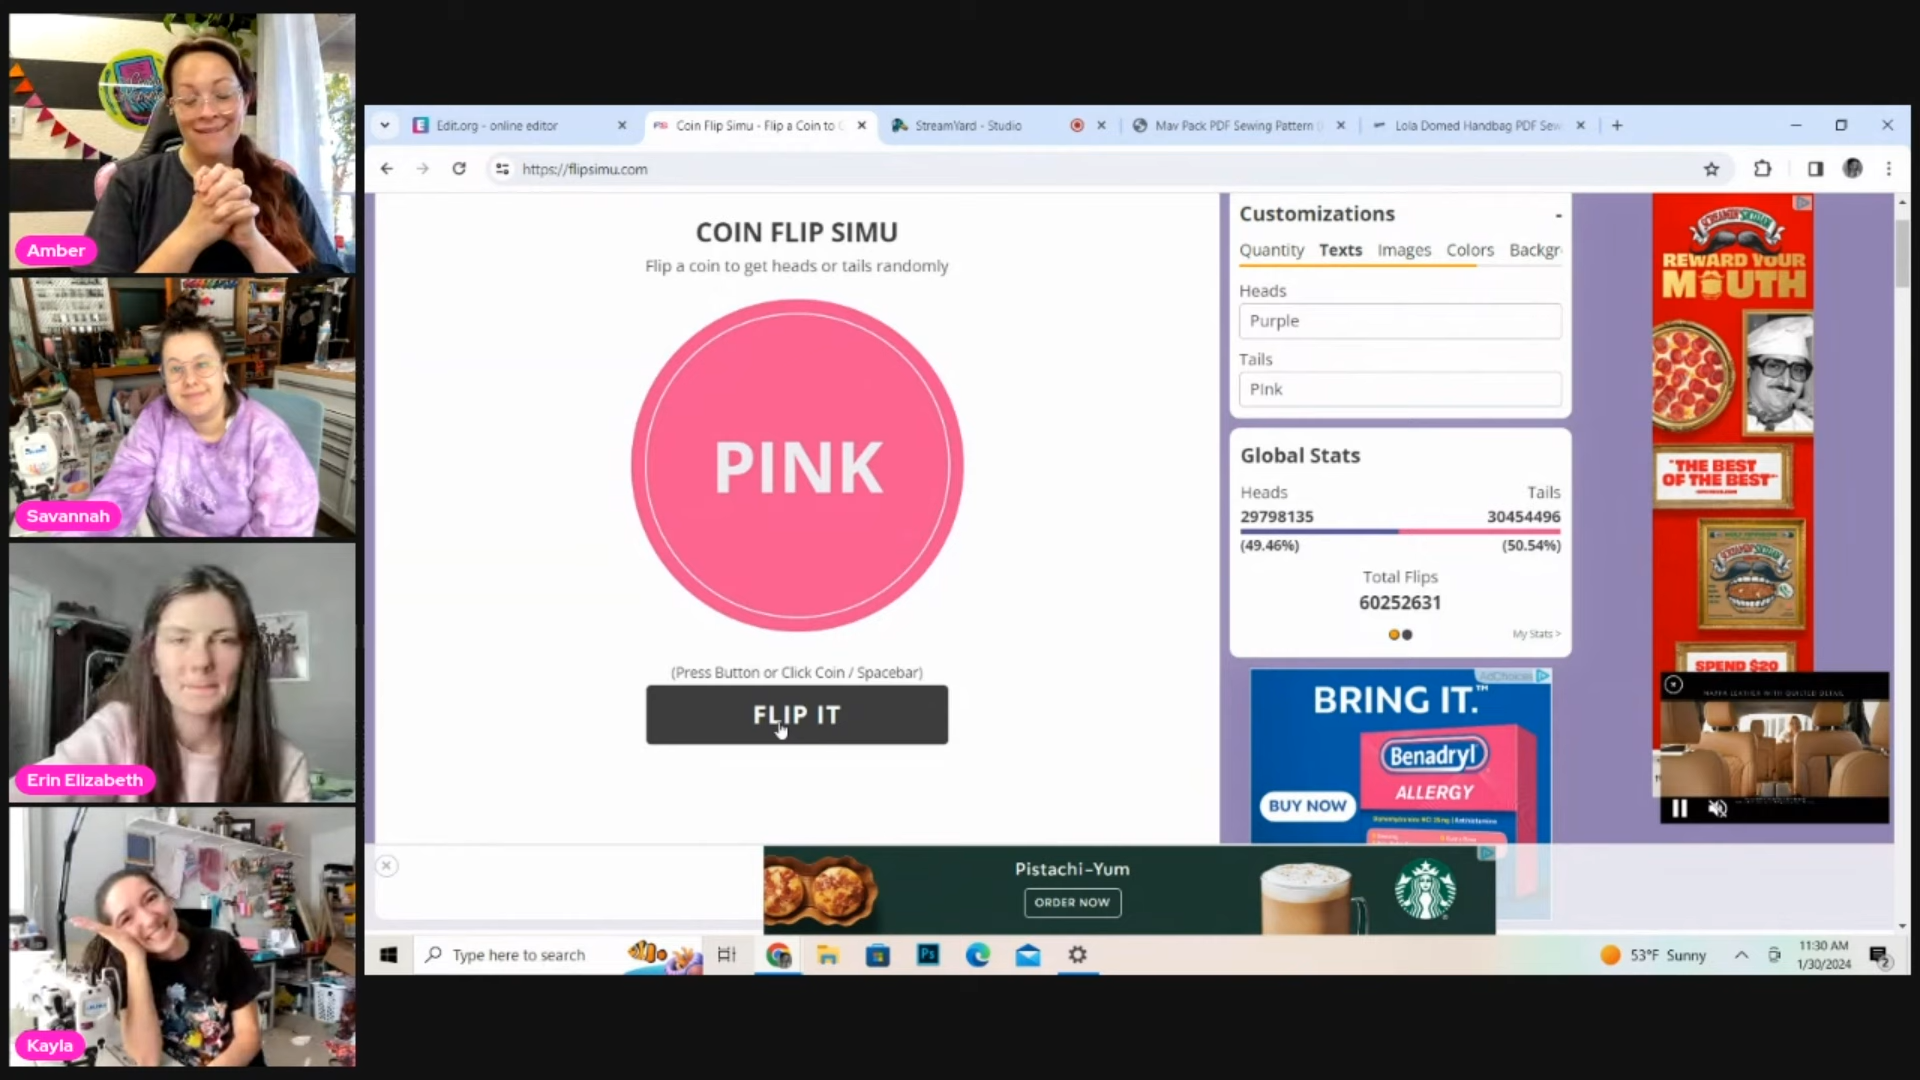 Amber
Savannah
Erin Elizabeth
Kayla
Edit.org - online editor
Coin Flip Simu - Flip a Coin to
StreamYard - Studio
Mav Pack PDF Sewing Pattern
Lola Domed Handbag PDF Sew
https://flipsimu.com
COIN FLIP SIMU
Flip a coin to get heads or tails randomly
PINK
(Press Button or Click Coin / Spacebar)
FLIP IT
Customizations
-
Quantity Texts Images Colors Backgr
Heads
Purple
Tails
PInk
Global Stats
Heads Tails
29798135 30454496
(49.46%) (50.54%)
Total Flips
60252631
My Stats >
AdChoices
BRING IT.™
Benadryl
ALLERGY
BUY NOW
REWARD YOUR
MOUTH
"THE BEST
OF THE BEST"
SPEND $20
Pistachi-Yum
ORDER NOW
Type here to search
Ps
53°F Sunny
11:30 AM
1/30/2024
2